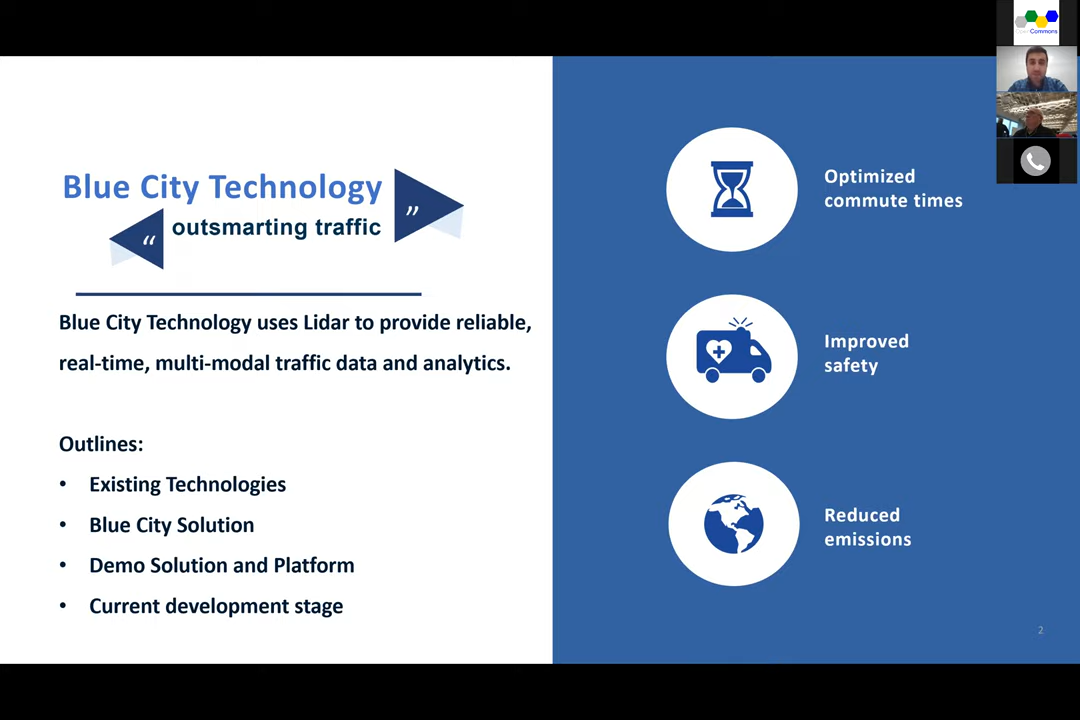 Blue City Technology
“ outsmarting traffic ”
Blue City Technology uses Lidar to provide reliable,
real-time, multi-modal traffic data and analytics.
Outlines:
• Existing Technologies
• Blue City Solution
• Demo Solution and Platform
• Current development stage
Optimized
commute times
Improved
safety
Reduced
emissions
2
Open Commons